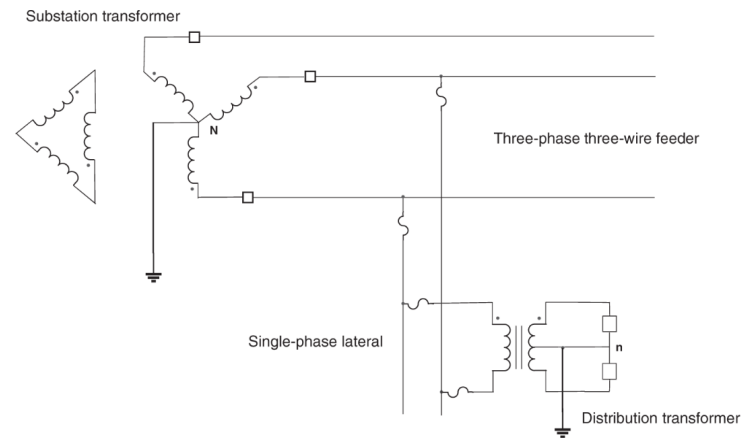 Substation transformer
N
Three-phase three-wire feeder
Single-phase lateral
n
Distribution transformer